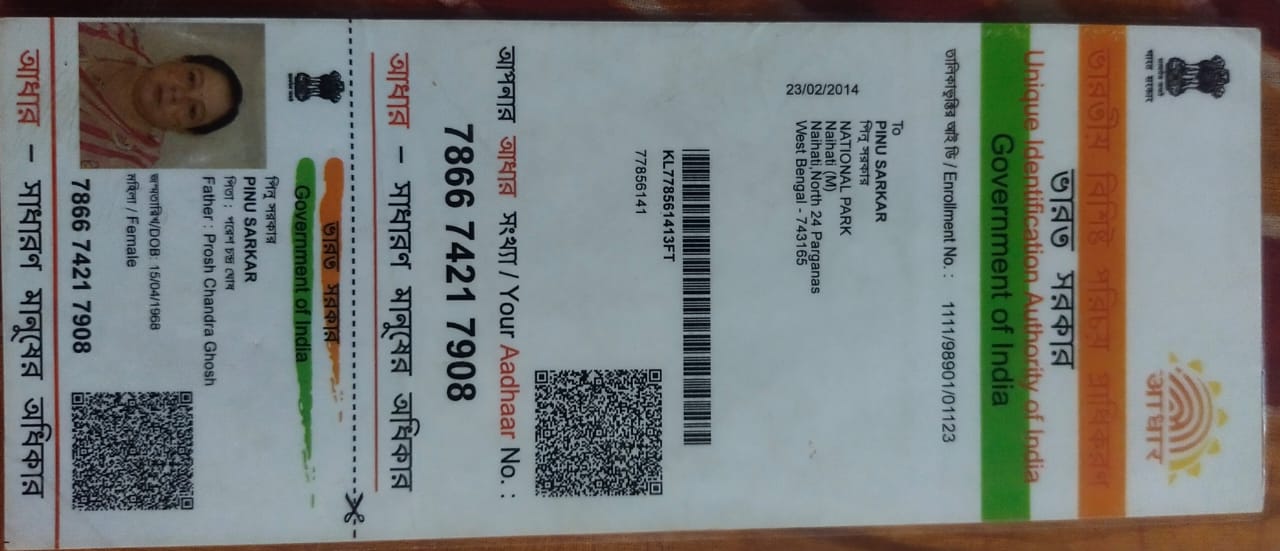 ভারত সরকার
আধার
ভারতীয় বিশিষ্ট পরিচয় প্রাধিকরণ
ভারত সরকার
Unique Identification Authority of India
Government of India
তালিকাভুক্তির আই ডি / Enrollment No. : 1111/98901/01123
To
PINU SARKAR
পিনু সরকার
NATIONAL PARK
Naihati (M)
Naihati,North 24 Parganas
West Bengal - 743165
23/02/2014
KL778561413FT
77856141
আপনার আধার সংখ্যা / Your Aadhaar No. :
7866 7421 7908
আধার – সাধারণ মানুষের অধিকার
ভারত সরকার
Government of India
পিনু সরকার
PINU SARKAR
পিতা : পরেশ চন্দ্র ঘোষ
Father : Prosh Chandra Ghosh
জন্মতারিখ/DOB: 15/04/1968
মহিলা / Female
7866 7421 7908
আধার – সাধারণ মানুষের অধিকার